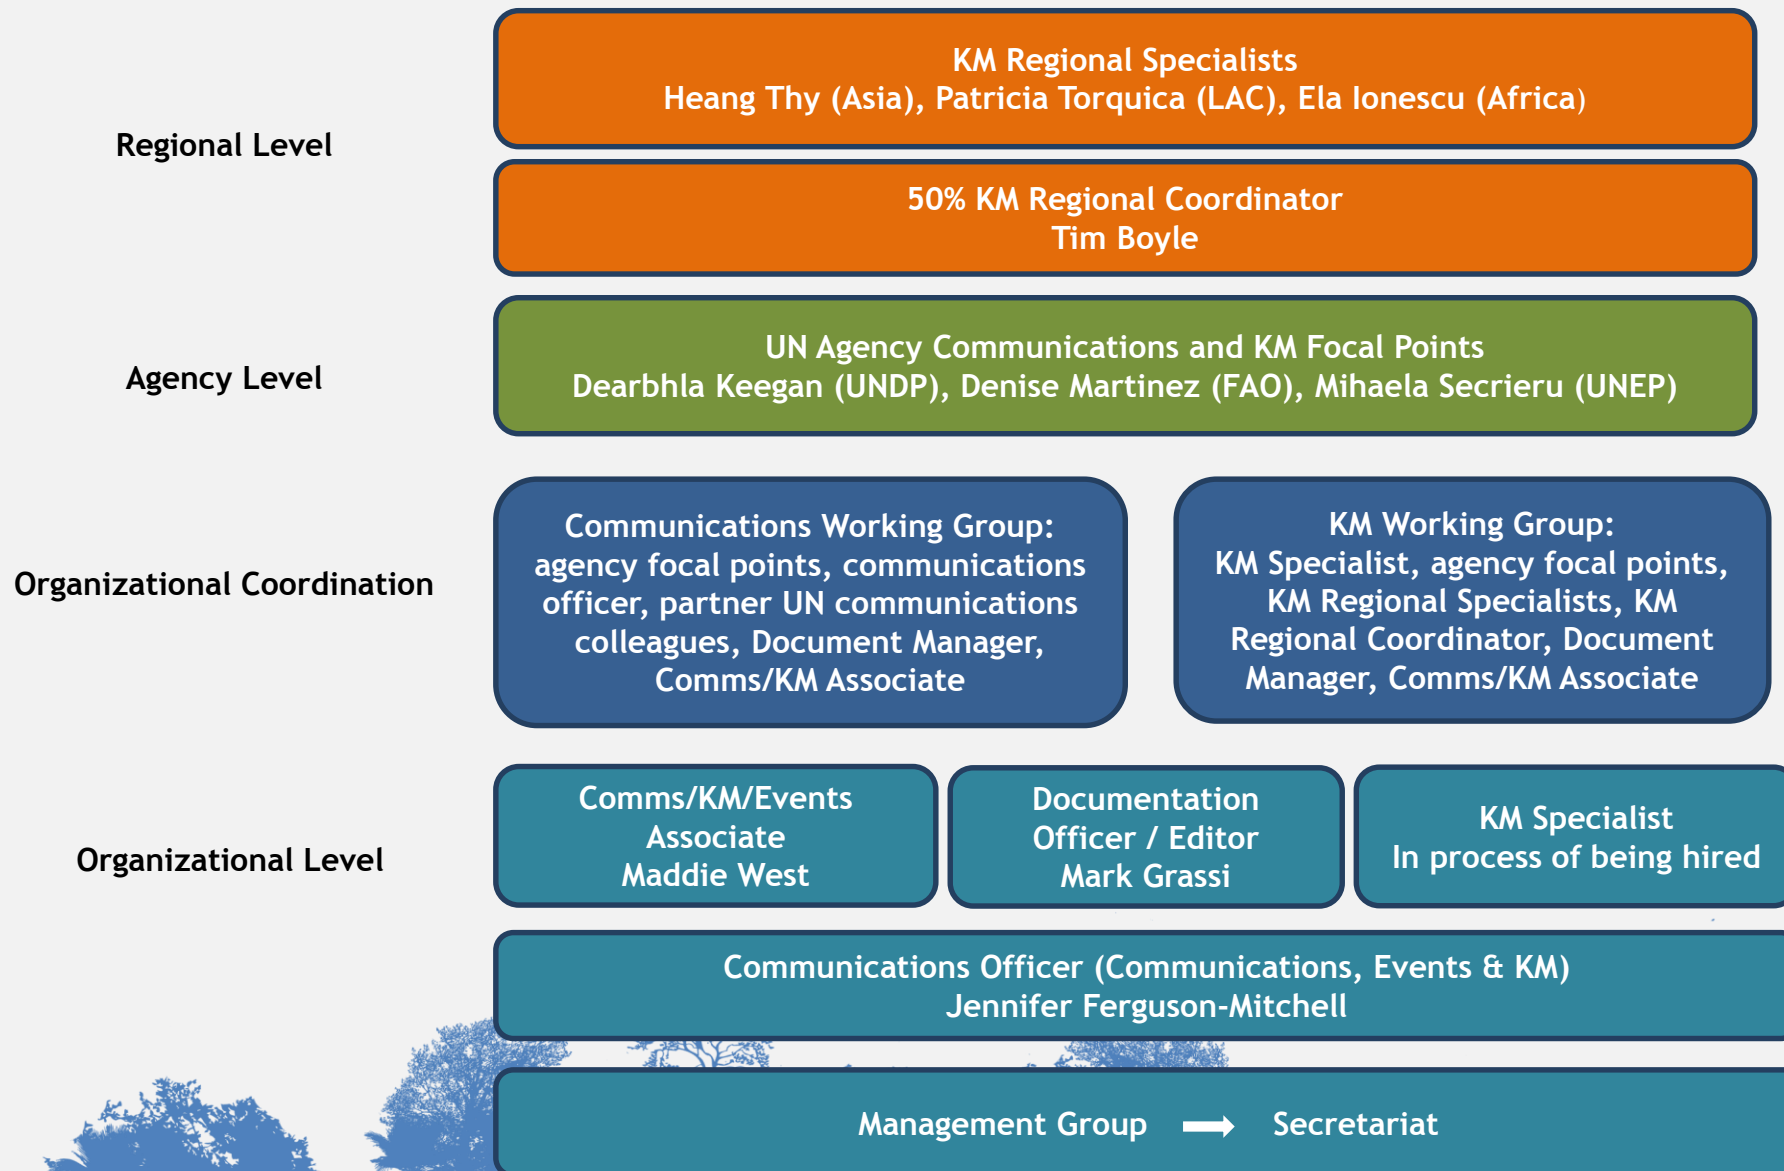 KM Regional Specialists
Heang Thy (Asia), Patricia Torquica (LAC), Ela Ionescu (Africa)
Regional Level
50% KM Regional Coordinator
Tim Boyle
UN Agency Communications and KM Focal Points
Agency Level
Dearbhla Keegan (UNDP), Denise Martinez (FAO), Mihaela Secrieru (UNEP)
Organizational Coordination
Communications Working Group:
agency focal points, communications
officer, partner UN communications
colleagues, Document Manager,
Comms/KM Associate
KM Working Group:
KM Specialist, agency focal points,
KM Regional Specialists, KM
Regional Coordinator, Document
Manager, Comms/KM Associate
Organizational Level
Comms/KM/Events
Associate
Maddie West
Documentation
Officer / Editor
Mark Grassi
KM Specialist
In process of being hired
Communications Officer (Communications, Events & KM)
Jennifer Ferguson-Mitchell
Management Group ➡ Secretariat